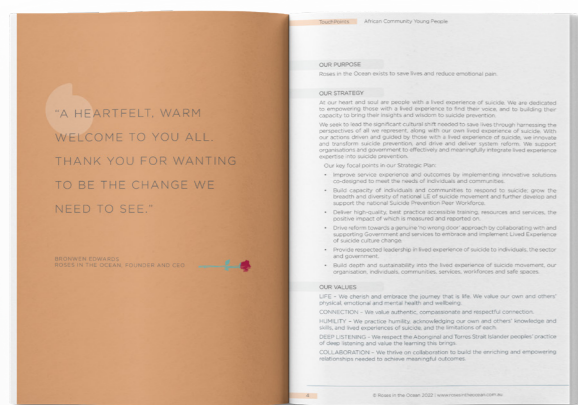 "A HEARTFELT, WARM
WELCOME TO YOU ALL.
THANK YOU FOR WANTING
TO BE THE CHANGE WE
NEED TO SEE."
BRONWEN EDWARDS,
ROSES IN THE OCEAN, FOUNDER AND CEO
TouchPoints African Community Young People
OUR PURPOSE
Roses in the Ocean exists to save lives and reduce emotional pain.
OUR STRATEGY
At our heart and soul are people with a lived experience of suicide. We are dedicated
to empowering those with a lived experience to find their voice, and to building their
capacity to bring their insights and wisdom to suicide prevention.
We seek to lead the significant cultural shift needed to save lives through harnessing the
perspectives of all we represent, along with our own lived experience of suicide. With
our actions driven and guided by those with a lived experience of suicide, we innovate
and transform suicide prevention, and drive and deliver system reform. We support
organisations and government to effectively and meaningfully integrate lived experience
expertise into suicide prevention.
Our key focal points in our Strategic Plan:
• Improve service experience and outcomes by implementing innovative solutions
co-designed to meet the needs of individuals and communities.
• Build capacity of individuals and communities to respond to suicide; grow the
breadth and diversity of national LE of suicide movement and further develop and
support the national Suicide Prevention Peer Workforce.
• Deliver high-quality, best practice accessible training, resources and services, the
positive impact of which is measured and reported on.
• Drive reform towards a genuine 'no wrong door' approach by collaborating with and
supporting Government and services to embrace and implement Lived Experience
of suicide culture change.
• Provide respected leadership in lived experience of suicide to individuals, the sector
and government.
• Build depth and sustainability into the lived experience of suicide movement, our
organisation, individuals, communities, services, workforces and safe spaces.
OUR VALUES
LIFE – We cherish and embrace the journey that is life. We value our own and others'
physical, emotional and mental health and wellbeing.
CONNECTION – We value authentic, compassionate and respectful connection.
HUMILITY – We practice humility, acknowledging our own and others' knowledge and
skills, and lived experiences of suicide, and the limitations of each.
DEEP LISTENING – We respect the Aboriginal and Torres Strait Islander peoples' practice
of deep listening and value the learning this brings.
COLLABORATION – We thrive on collaboration to build the enriching and empowering
relationships needed to achieve meaningful outcomes.
4 © Roses in the Ocean 2022 | www.rosesintheocean.com.au